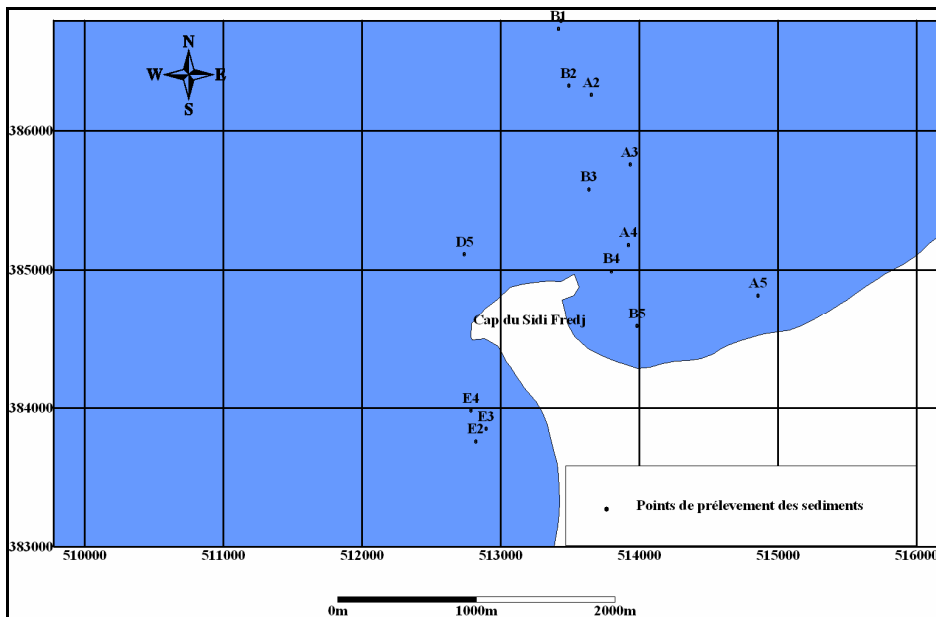 B1
N
W E
S
B2
A2
386000
A3
B3
A4
D5
B4
385000
A5
Cap du Sidi Fredj
B5
384000
E4
E3
E2
Points de prélevement des sediments
383000
510000 511000 512000 513000 514000 515000 516000
0m 1000m 2000m